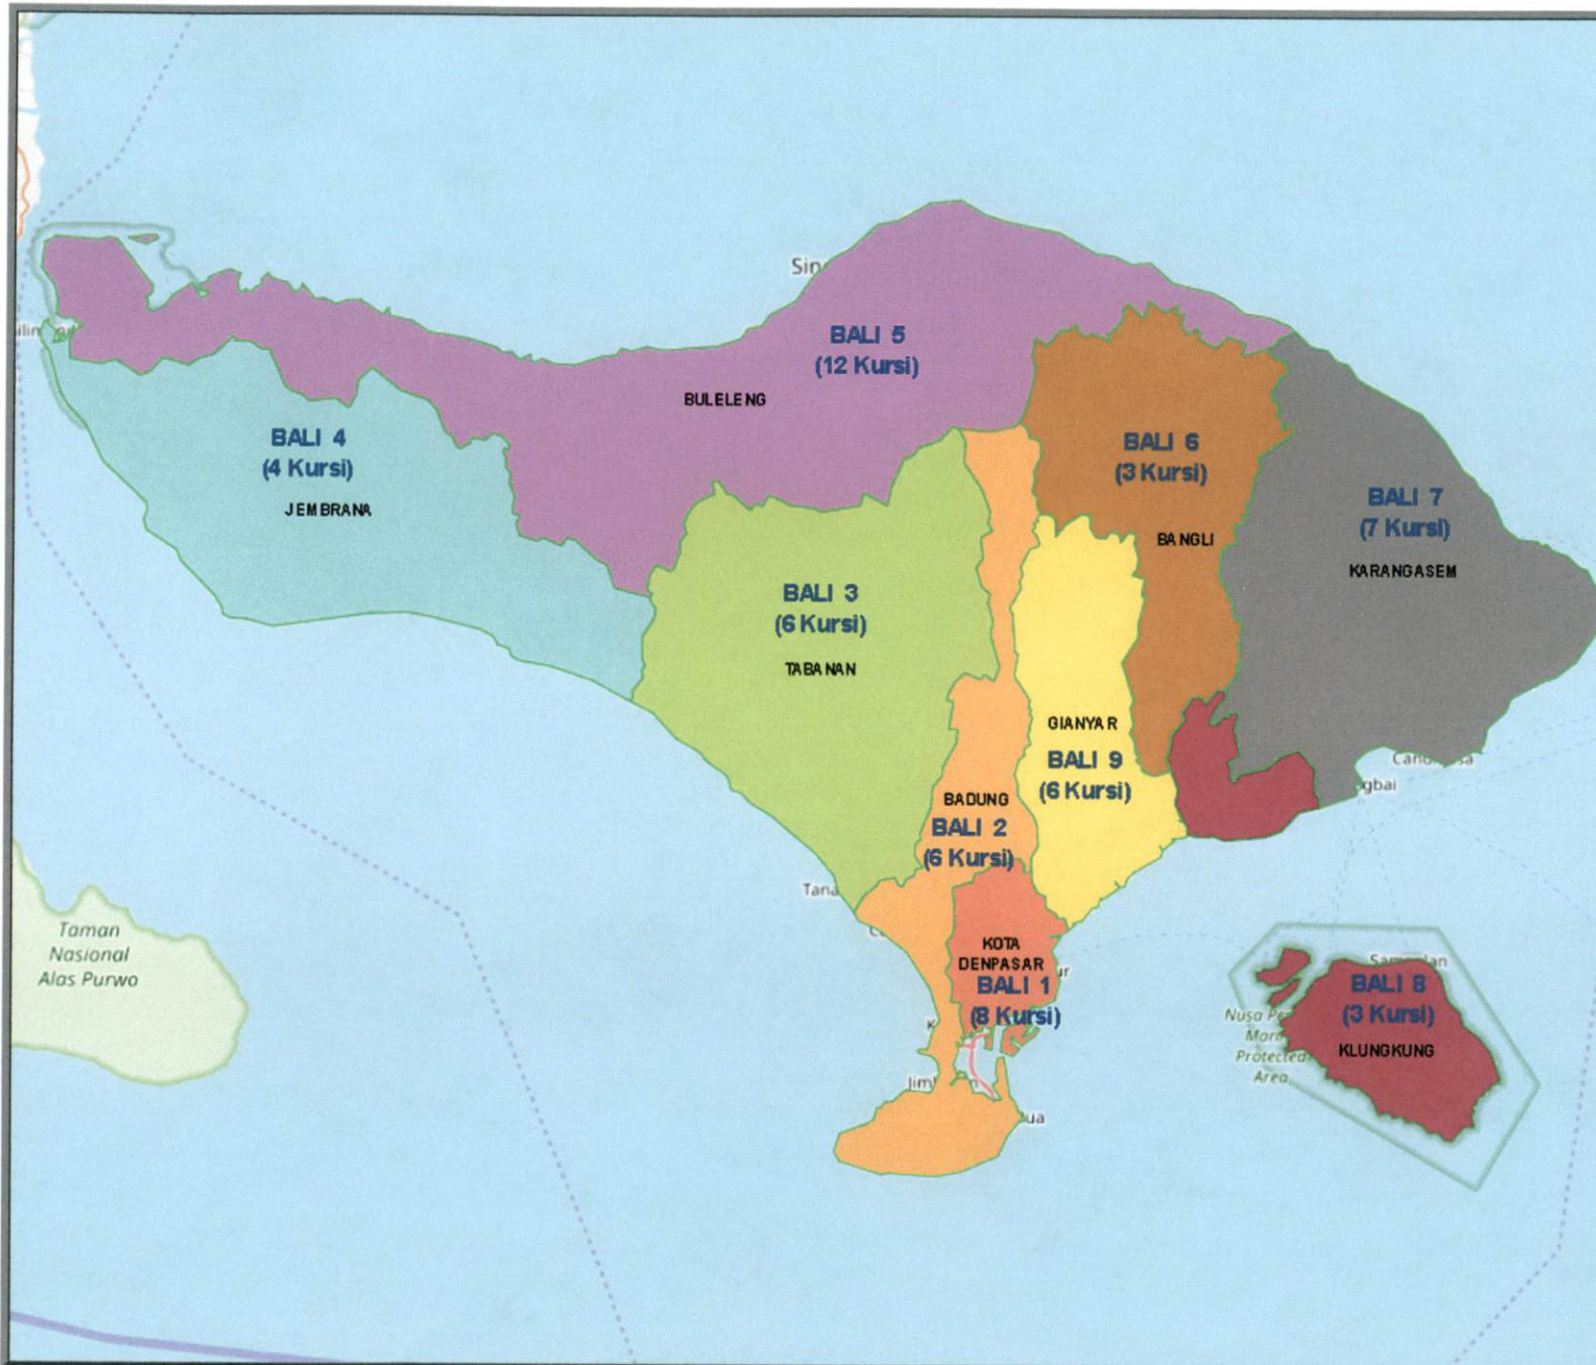 BALI 5
(12 Kursi)
BULELENG
BALI 4
(4 Kursi)
JEMBRANA
BALI 6
(3 Kursi)
BANGLI
BALI 7
(7 Kursi)
KARANGASEM
BALI 3
(6 Kursi)
TABANAN
GIANYAR
BALI 9
(6 Kursi)
BADUNG
BALI 2
(6 Kursi)
KOTA
DENPASAR
BALI 1
(8 Kursi)
BALI 8
(3 Kursi)
KLUNGKUNG
Taman
Nasional
Alas Purwo
Nusa
Protected
Area